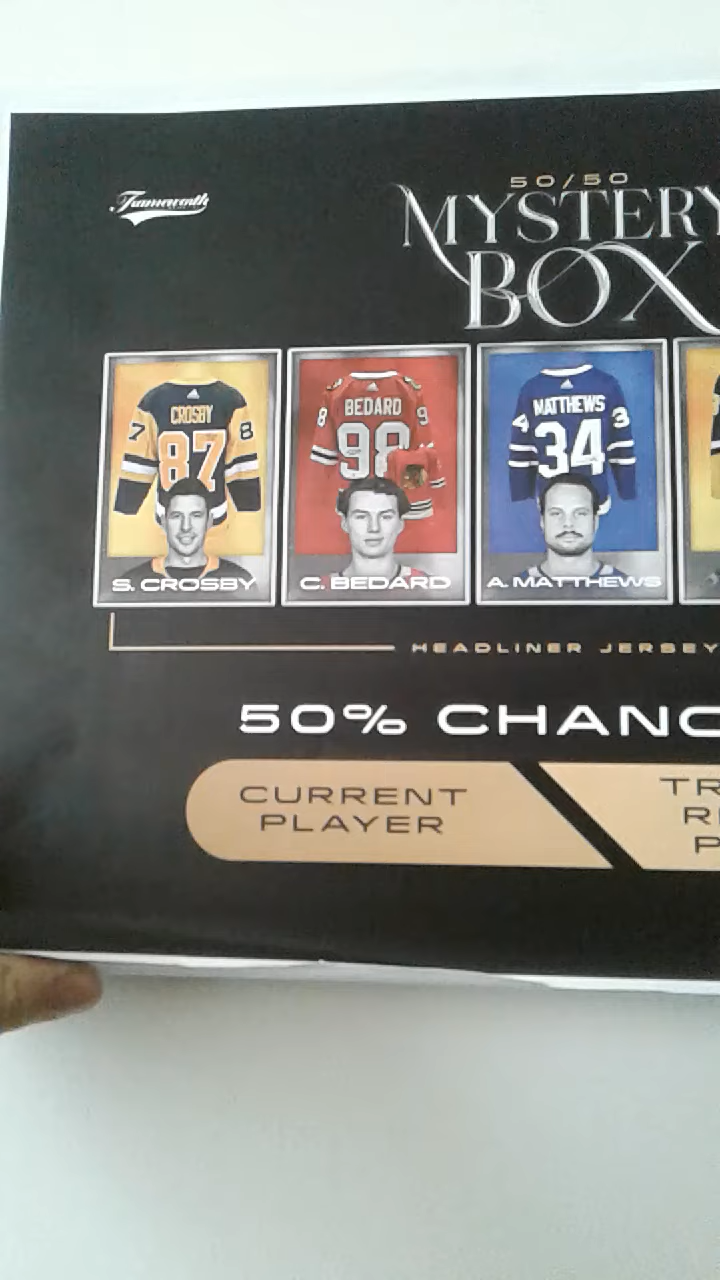 Frameworth
50/50
MYSTERY
BOX
CROSBY
7 87 8
S. CROSBY
BEDARD
8 98 9
C. BEDARD
MATTHEWS
4 34 3
A. MATTHEWS
HEADLINER JERSEY
50% CHANC
CURRENT
PLAYER
TR
R
P